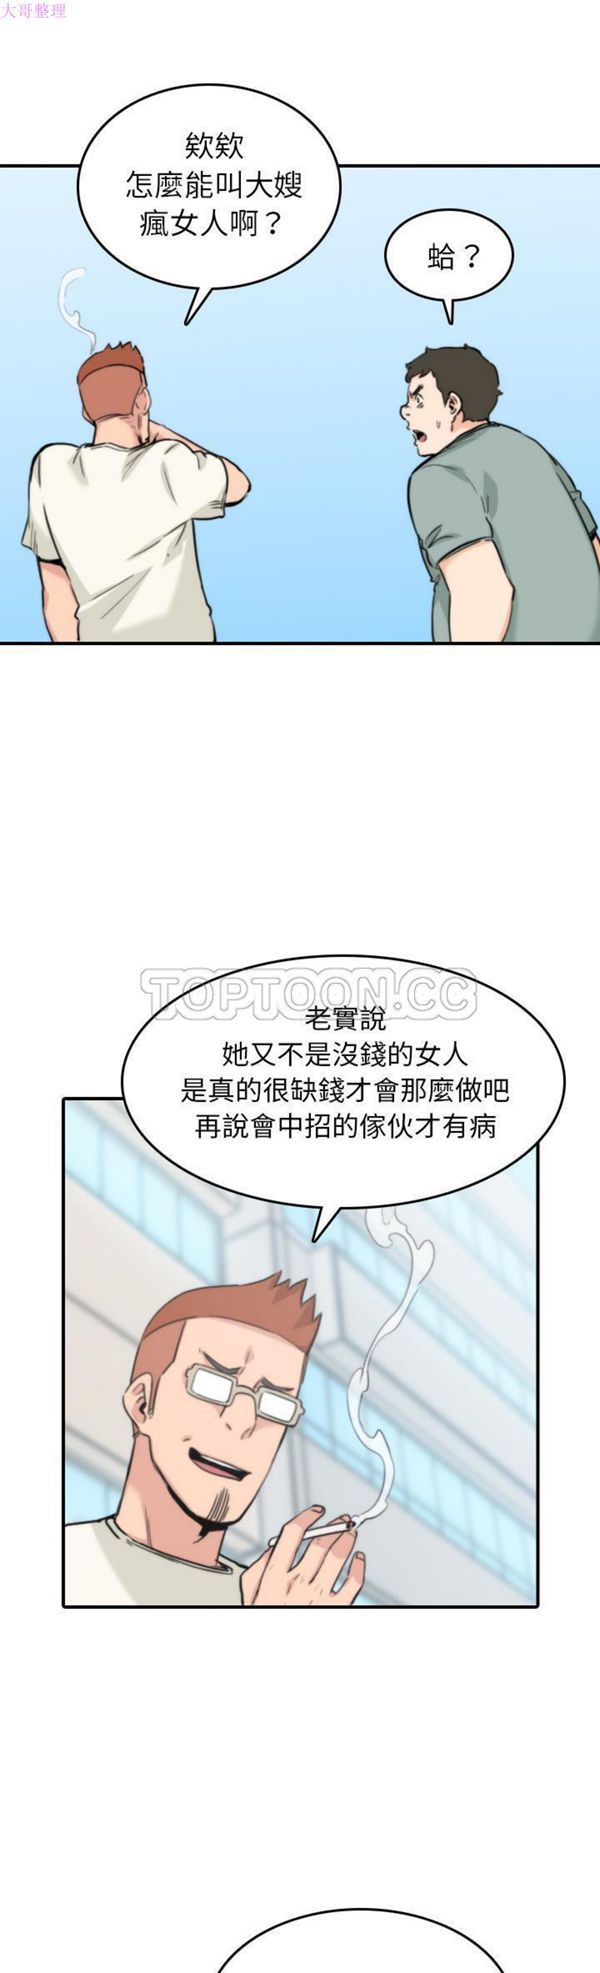 大哥整理
欸欸
怎麼能叫大嫂
瘋女人啊？
蛤？
TOPTOON.CC
老實說
她又不是沒錢的女人
是真的很缺錢才會那麼做吧
再說會中招的傢伙才有病